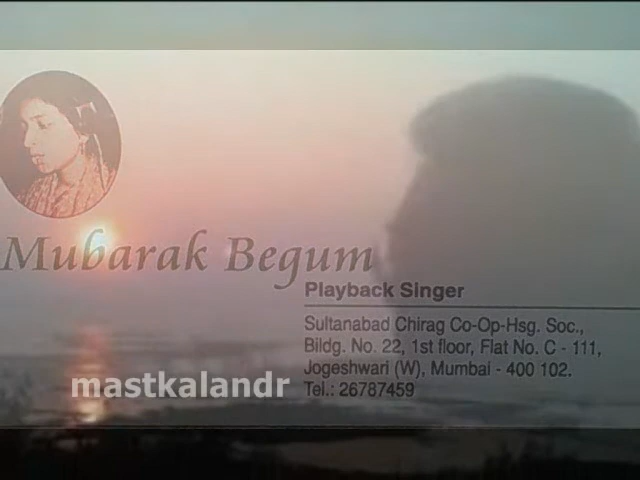 Mubarak Begum
Playback Singer
Sultanabad Chirag Co-Op-Hsg. Soc.,
Bildg. No. 22, 1st floor, Flat No. C - 111,
Jogeshwari (W), Mumbai - 400 102.
Tel.: 26787459
mastkalandr